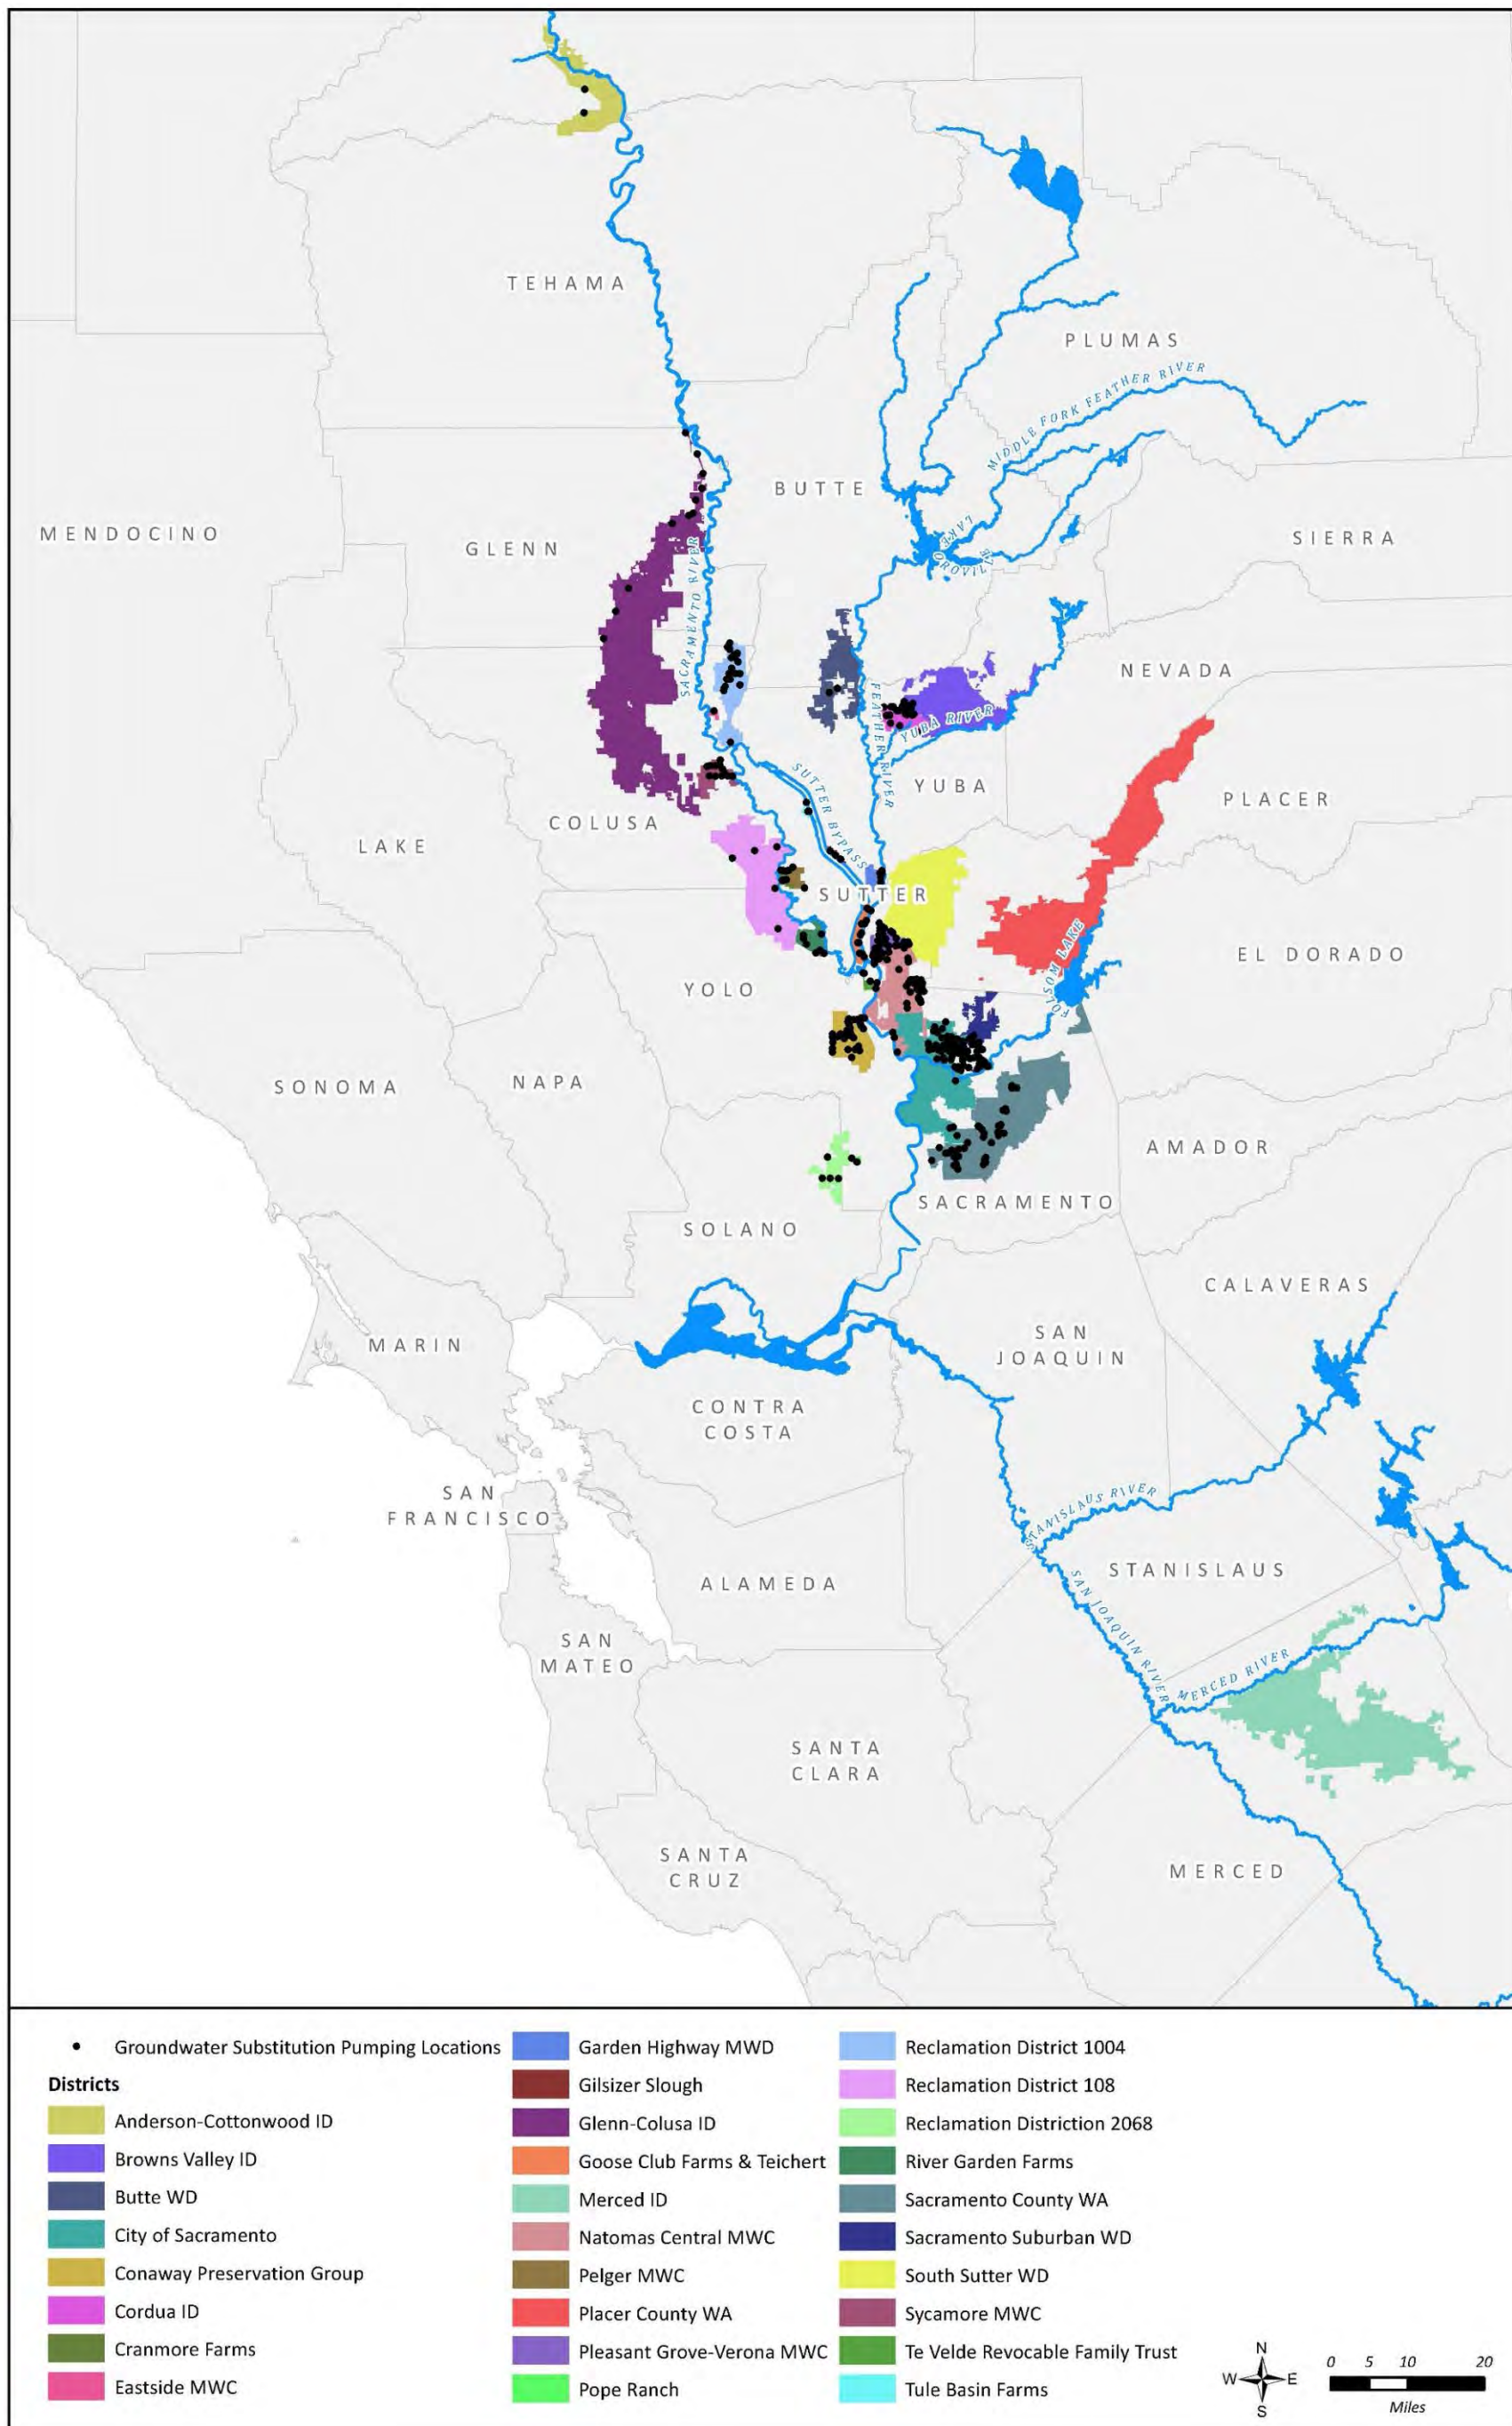 TEHAMA
PLUMAS
MIDDLE FORK FEATHER RIVER
BUTTE
MENDOCINO
GLENN
SIERRA
LAKE
OROVILLE
SACRAMENTO RIVER
NEVADA
FEATHER RIVER
YUBA RIVER
SUTTER BYPASS
YUBA
PLACER
COLUSA
LAKE
SUTTER
FOLSOM LAKE
EL DORADO
YOLO
SONOMA
NAPA
AMADOR
SACRAMENTO
SOLANO
CALAVERAS
MARIN
SAN
JOAQUIN
CONTRA
COSTA
SAN
FRANCISCO
STANISLAUS RIVER
ALAMEDA
STANISLAUS
SAN JOAQUIN RIVER
SAN
MATEO
MERCED RIVER
SANTA
CLARA
SANTA
CRUZ
MERCED
Groundwater Substitution Pumping Locations
Districts
Anderson-Cottonwood ID
Browns Valley ID
Butte WD
City of Sacramento
Conaway Preservation Group
Cordua ID
Cranmore Farms
Eastside MWC
Garden Highway MWD
Gilsizer Slough
Glenn-Colusa ID
Goose Club Farms & Teichert
Merced ID
Natomas Central MWC
Pelger MWC
Placer County WA
Pleasant Grove-Verona MWC
Pope Ranch
Reclamation District 1004
Reclamation District 108
Reclamation Distriction 2068
River Garden Farms
Sacramento County WA
Sacramento Suburban WD
South Sutter WD
Sycamore MWC
Te Velde Revocable Family Trust
Tule Basin Farms
N
W E
S
0 5 10 20
Miles